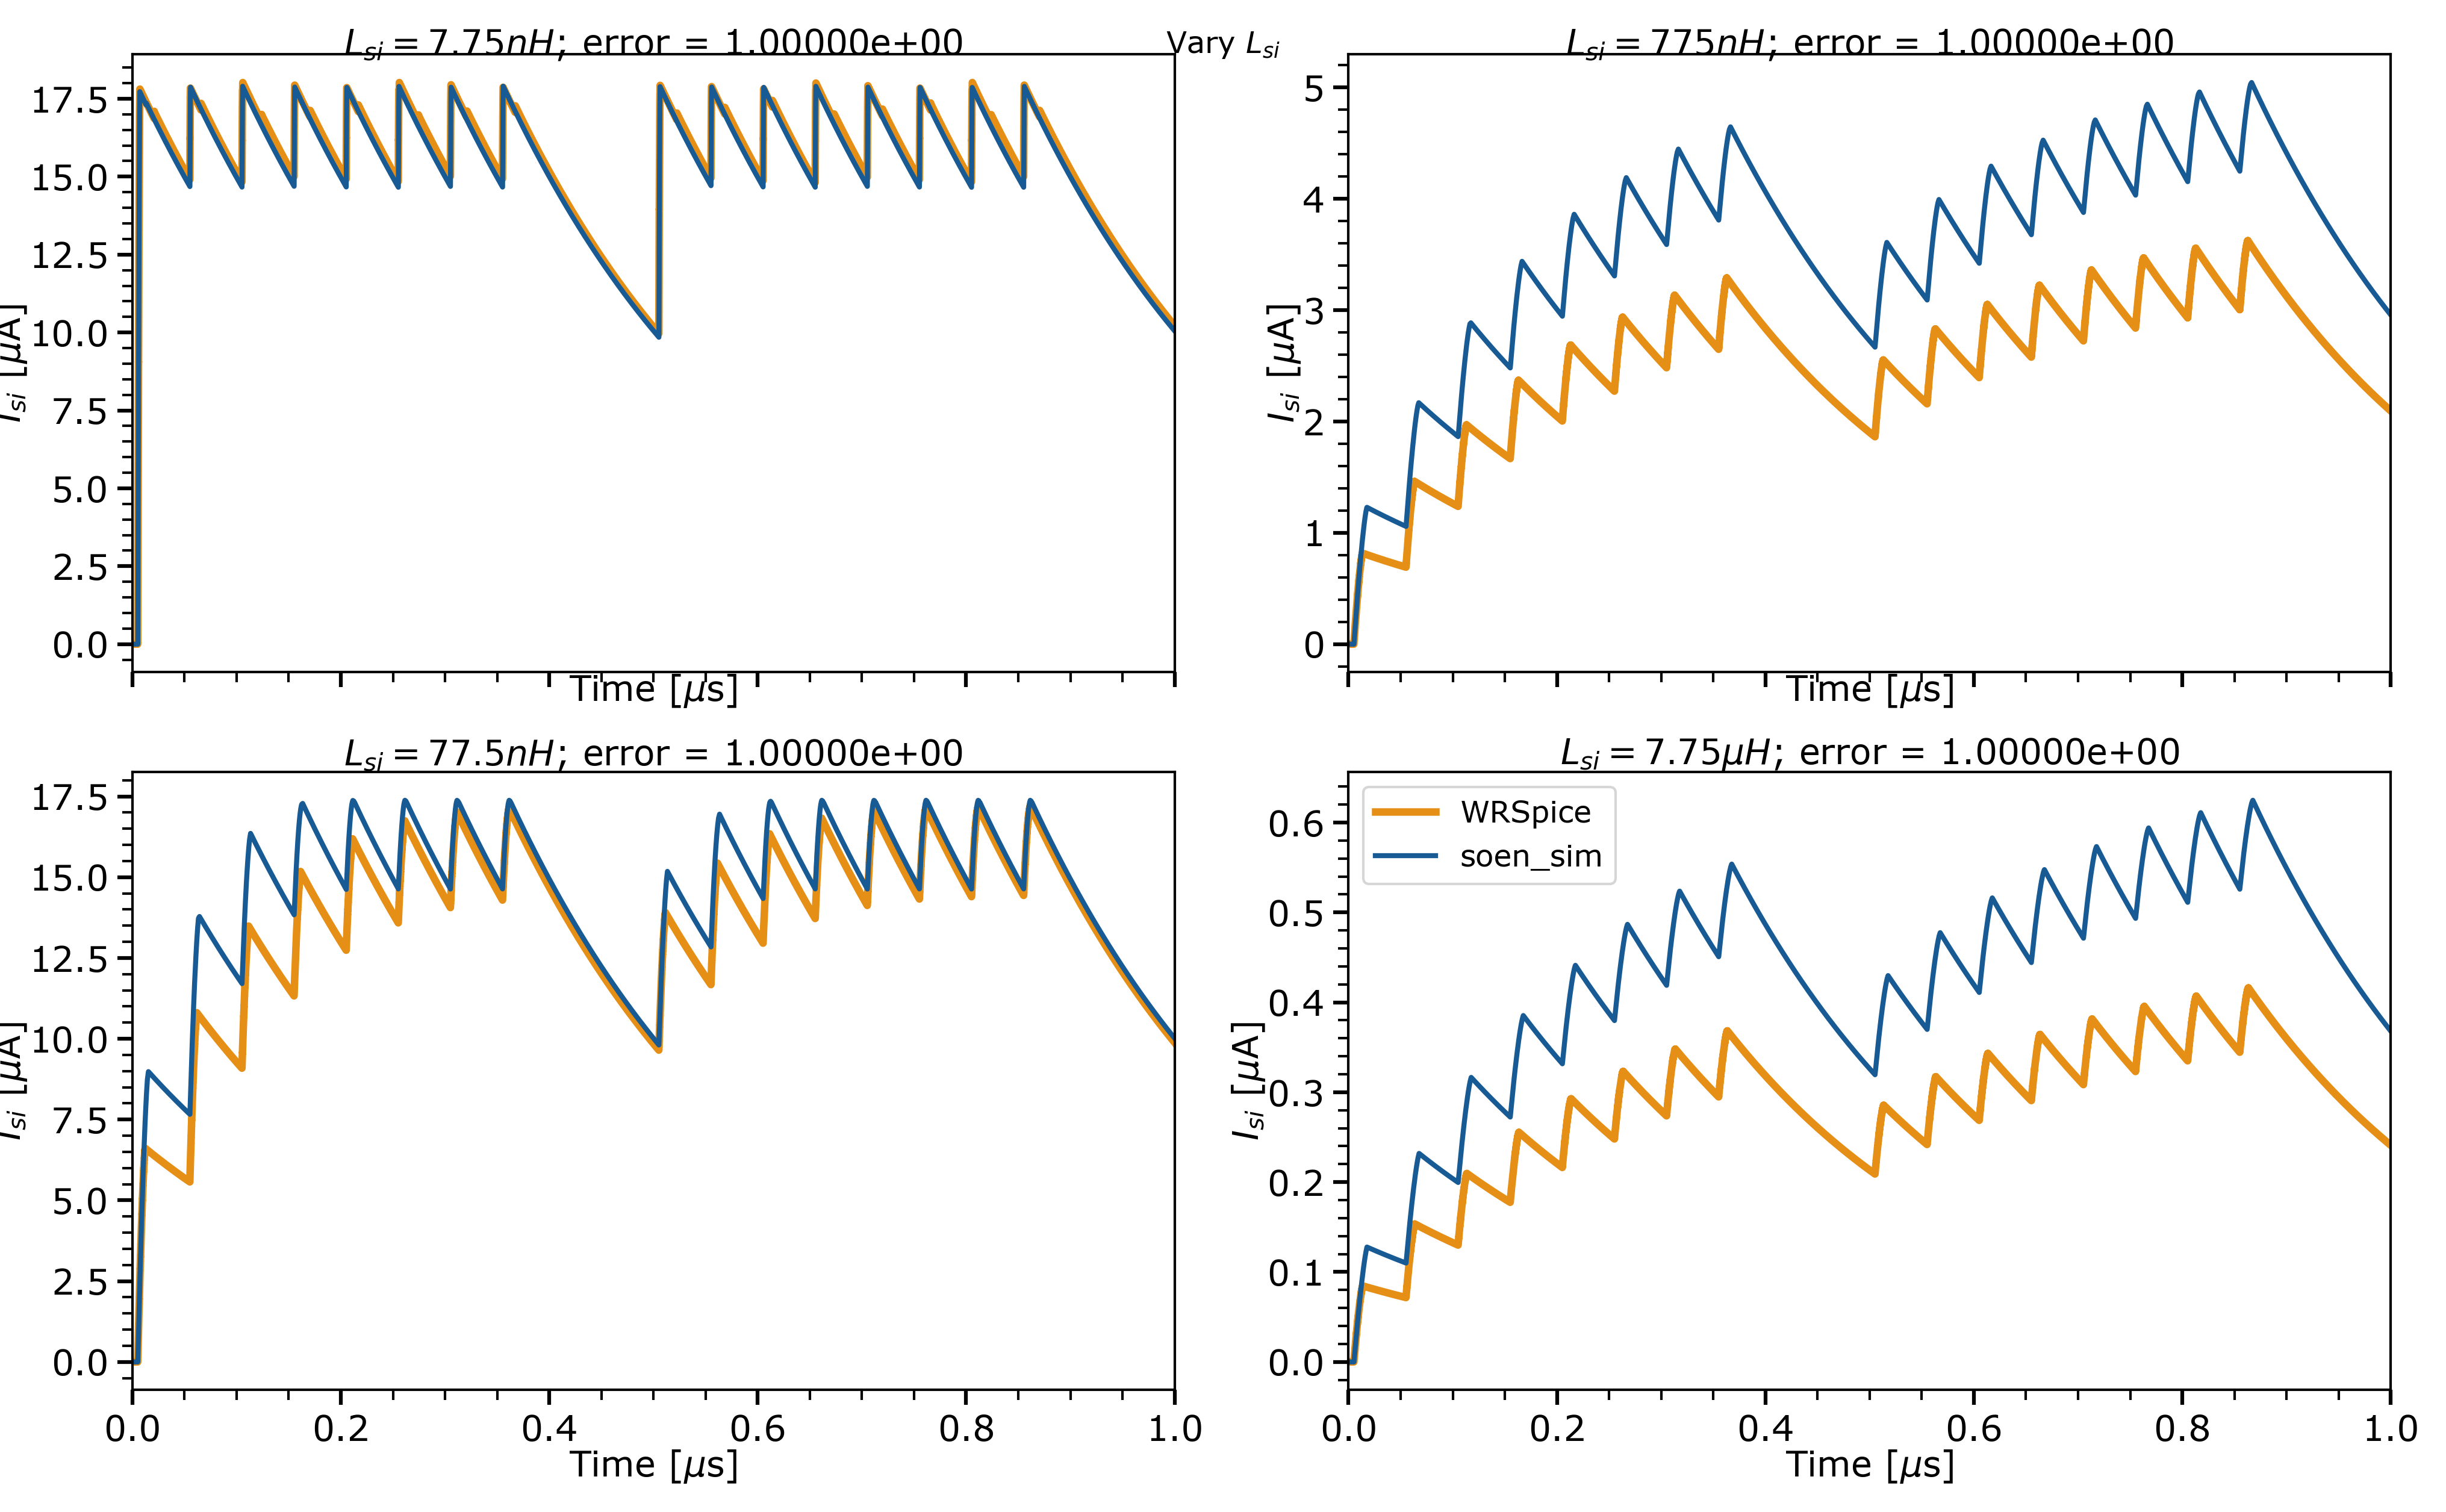 Vary L_si
L_si = 7.75nH; error = 1.00000e+00
17.5
15.0
12.5
10.0
7.5
5.0
2.5
0.0
I_si [μA]
Time [μs]
L_si = 775nH; error = 1.00000e+00
5
4
3
2
1
0
I_si [μA]
Time [μs]
L_si = 77.5nH; error = 1.00000e+00
17.5
15.0
12.5
10.0
7.5
5.0
2.5
0.0
I_si [μA]
0.0 0.2 0.4 0.6 0.8 1.0
Time [μs]
L_si = 7.75μH; error = 1.00000e+00
WRSpice
soen_sim
0.6
0.5
0.4
0.3
0.2
0.1
0.0
I_si [μA]
0.0 0.2 0.4 0.6 0.8 1.0
Time [μs]